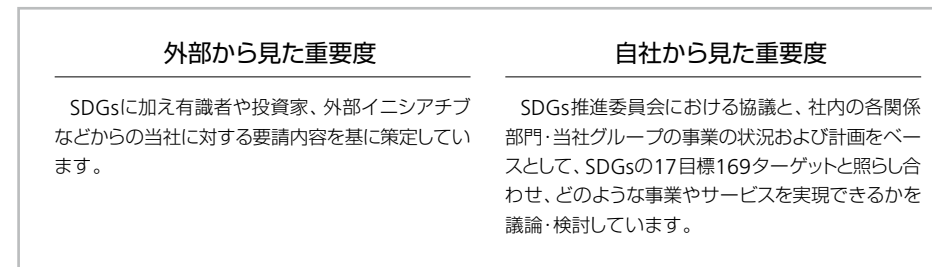 外部から見た重要度
SDGsに加え有識者や投資家、外部イニシアチブ
などからの当社に対する要請内容を基に策定してい
ます。
自社から見た重要度
SDGs推進委員会における協議と、社内の各関係
部門・当社グループの事業の状況および計画をベー
スとして、SDGsの17目標169ターゲットと照らし合
わせ、どのような事業やサービスを実現できるかを
議論・検討しています。